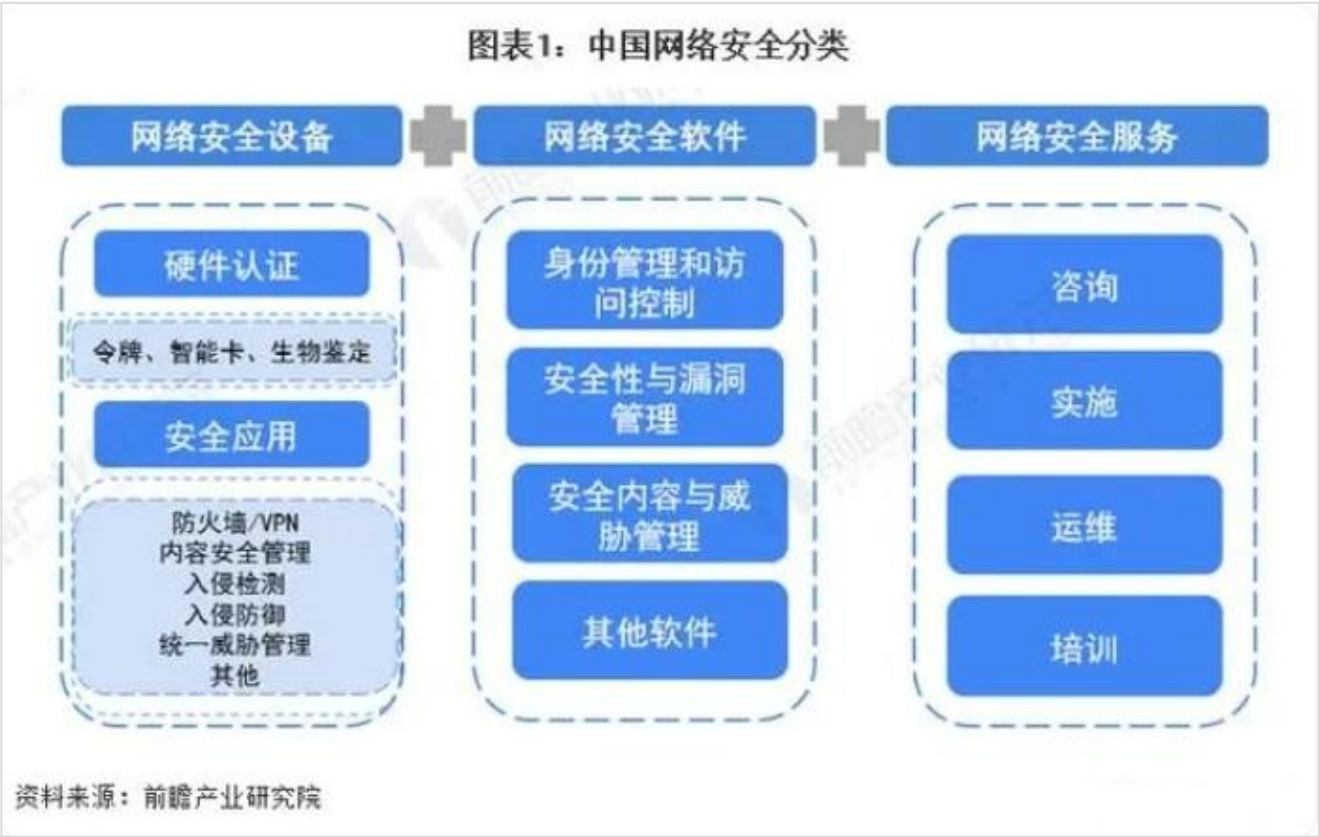 图表1：中国网络安全分类
网络安全设备
网络安全软件
网络安全服务
硬件认证
令牌、智能卡、生物鉴定
安全应用
防火墙/VPN
内容安全管理
入侵检测
入侵防御
统一威胁管理
其他
身份管理和访
问控制
安全性与漏洞
管理
安全内容与威
胁管理
其他软件
咨询
实施
运维
培训
资料来源：前瞻产业研究院